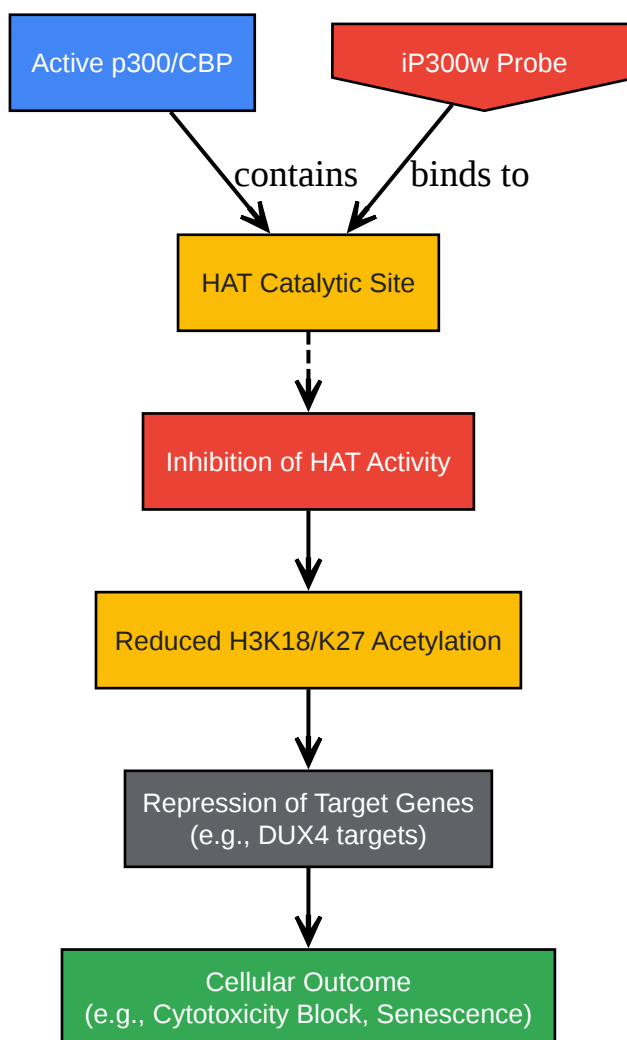 Active p300/CBP
iP300w Probe
contains
binds to
HAT Catalytic Site
Inhibition of HAT Activity
Reduced H3K18/K27 Acetylation
Repression of Target Genes
(e.g., DUX4 targets)
Cellular Outcome
(e.g., Cytotoxicity Block, Senescence)